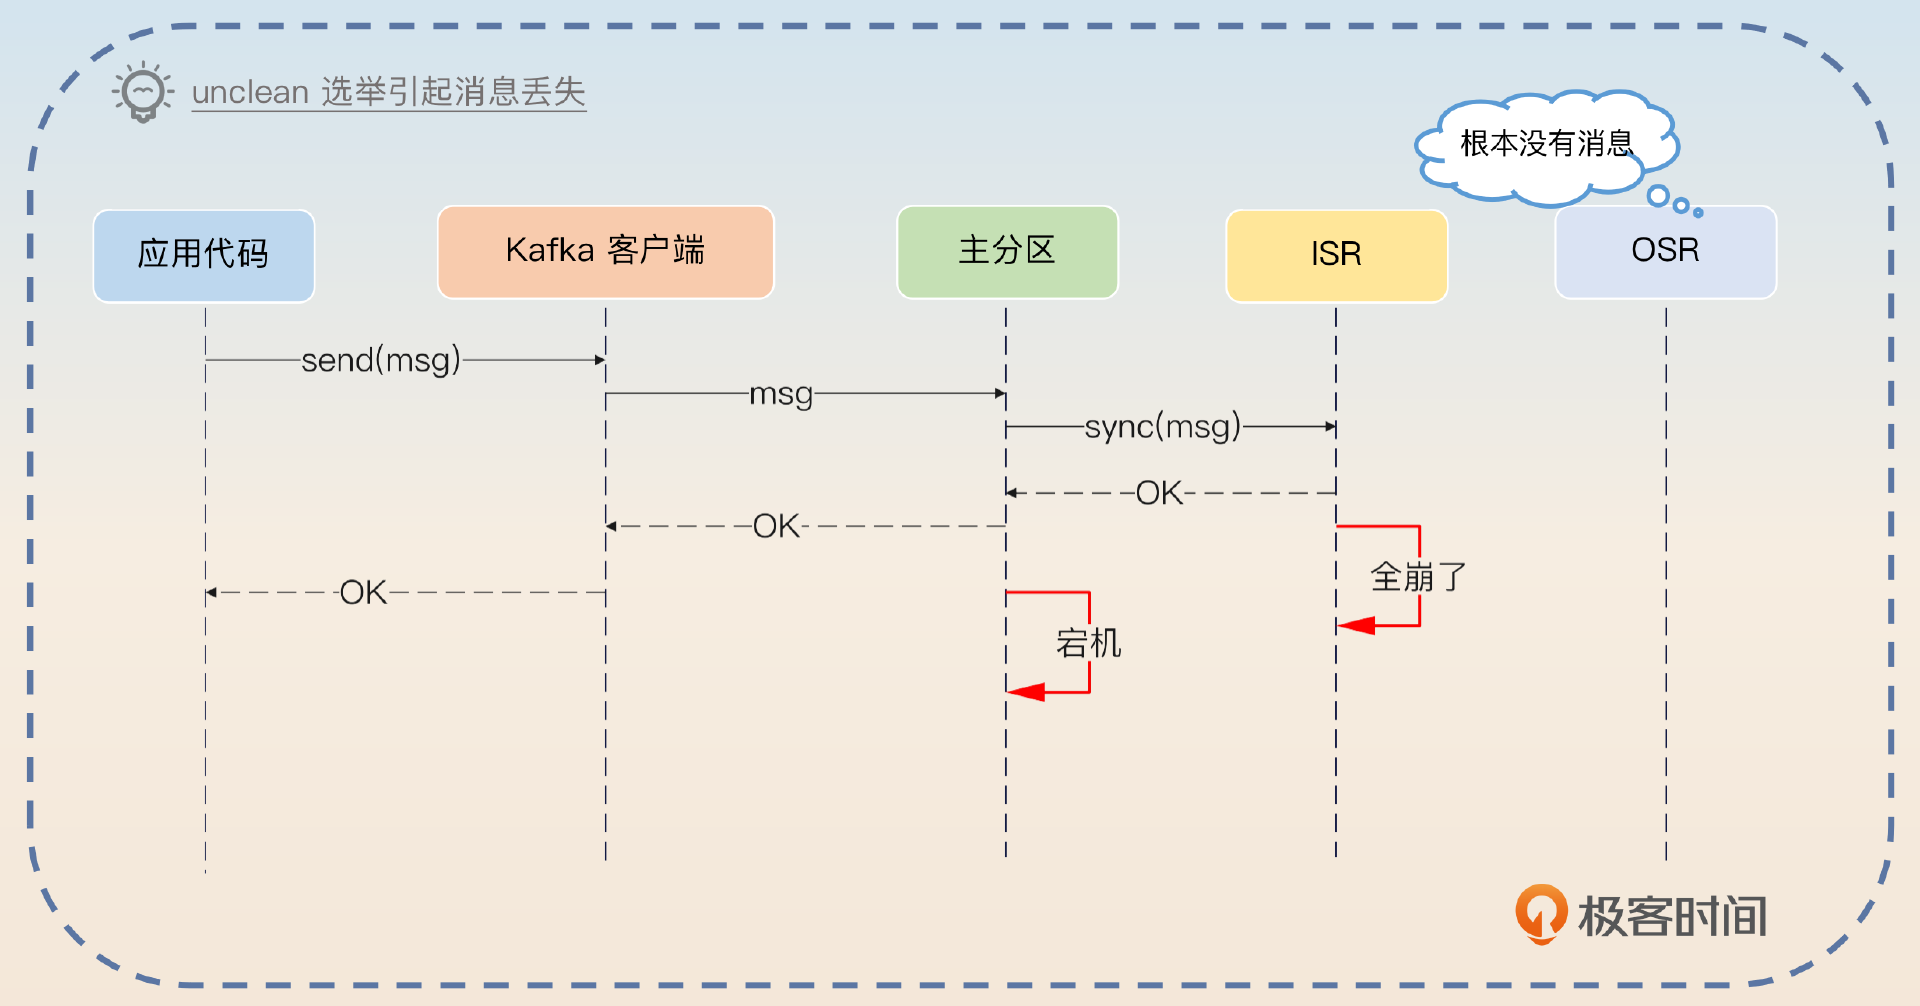 unclean 选举引起消息丢失
根本没有消息
应用代码
Kafka 客户端
主分区
ISR
OSR
send(msg)
msg
sync(msg)
OK
OK
全崩了
OK
宕机
极客时间